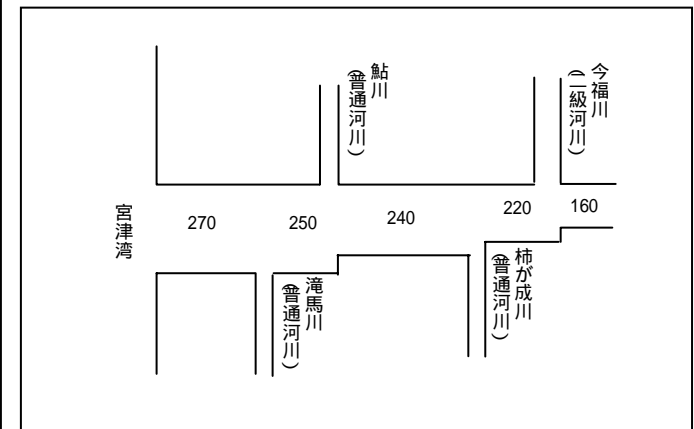 鮎川
(普通河川)
今福川
(二級河川)
宮津湾
270
250
240
220
160
滝馬川
(普通河川)
柿が成川
(普通河川)